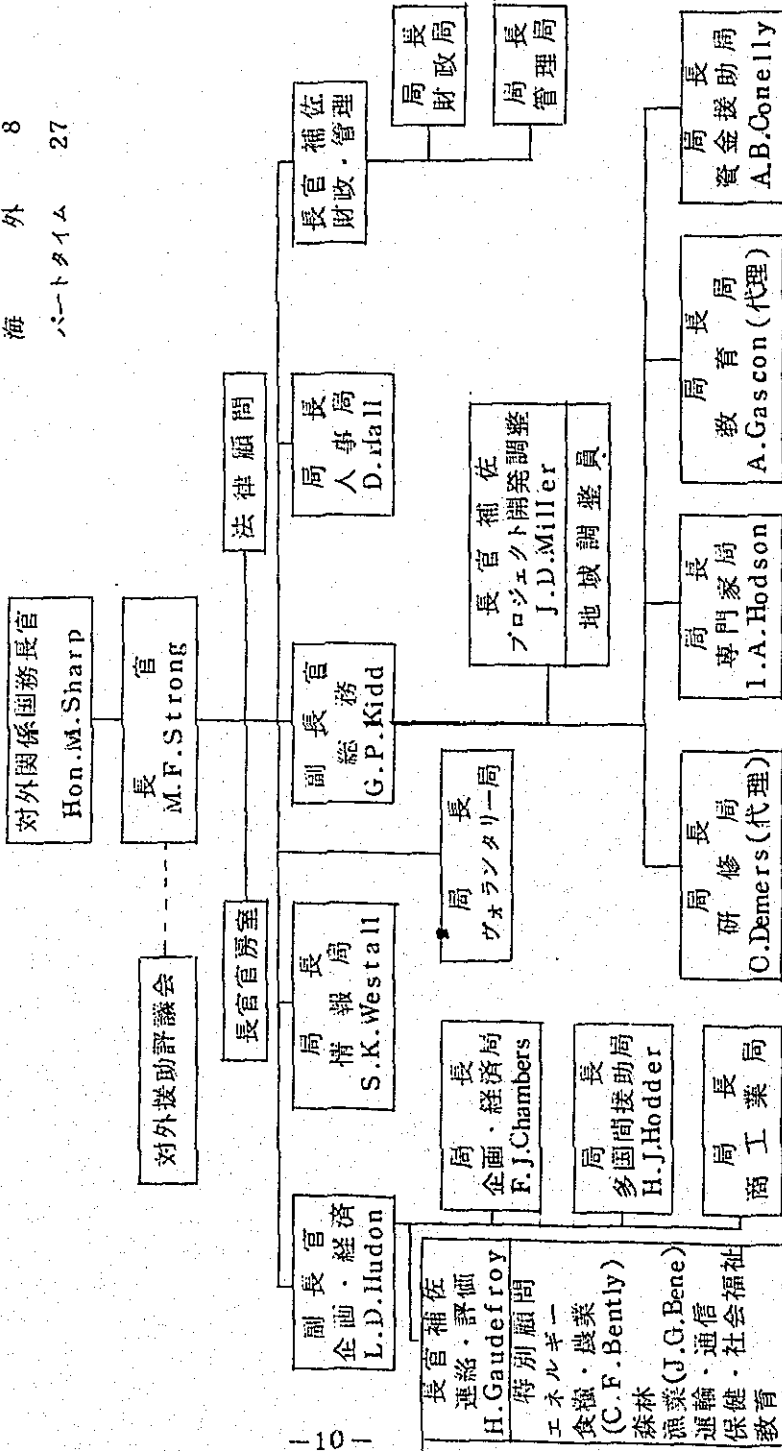 海外 8
パートタイム 27
対外関係国務長官
Hon.M.Sharp
長官
M.F.Strong
対外援助評議会
長官官房室
法律顧問
副長官
企画・経済
L.D.Hudon
局長
情報局
S.K.Westall
副長官
総務
G.P.Kidd
局長
人事局
D.Hall
長官補佐
財収・管理
局長
財政局
局長
管理局
長官補佐
連絡・評価
H.Gaudefroy
特別顧問
エネルギー
食糧・農業
(C.F.Bently)
森林
漁業(J.G.Bene)
運輸・通信
保健・社会福祉
教育
局長
企画・経済局
F.J.Chambers
局長
多国間援助局
H.J.Hodder
局長
商工業局
局長
ヴォランタリー局
長官補佐
プロジェクト開発調整
J.D.Miller
地域調整員
局長
研修局
O.Demers(代理)
局長
専門家局
I.A.Hodson
局長
教育局
A.Gascon(代理)
局長
資金援助局
A.B.Conelly
-10-